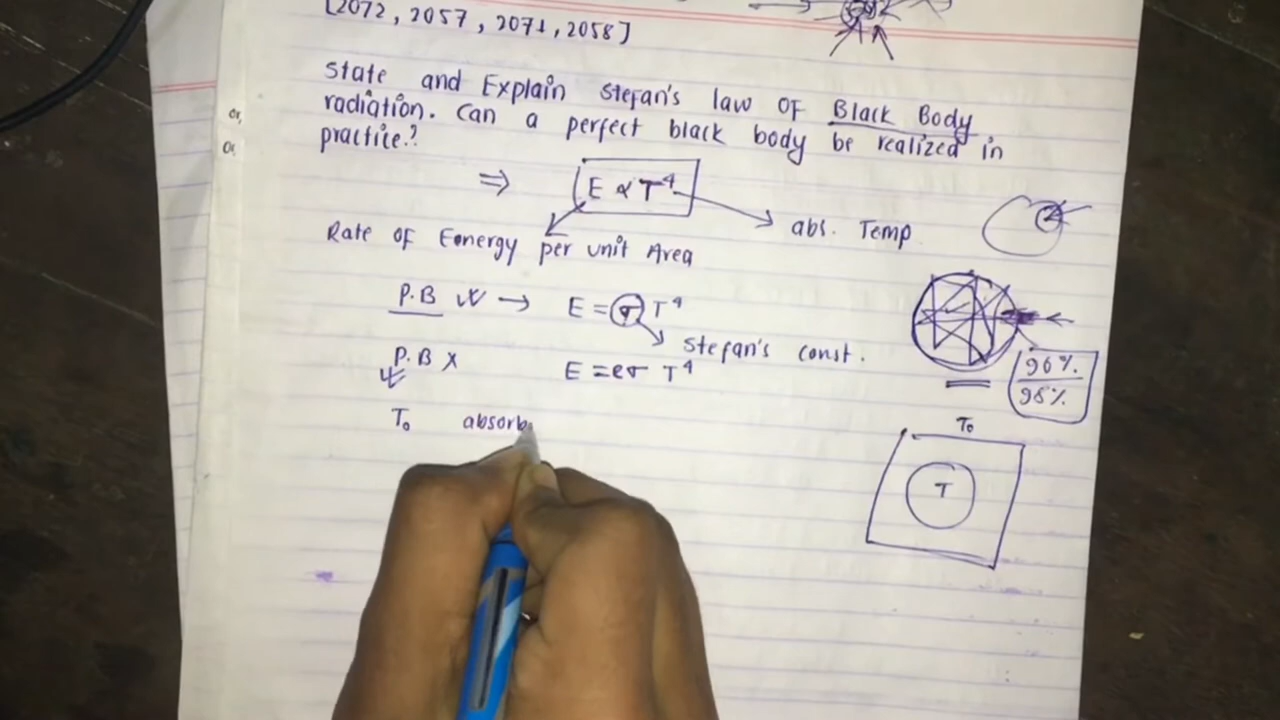 [2072, 2057, 2071, 2058]
State and Explain Stefan's law OF Black Body
or,
radiation. Can a perfect black body be realized in
practice.?
⇒ E ∝ T⁴
abs. Temp
Rate of Eonergy per unit Area
P.B → E = σ T⁴
Stefan's const.
P.B X E = eσ T⁴
96%
98%
T₀ absorb
T₀
T